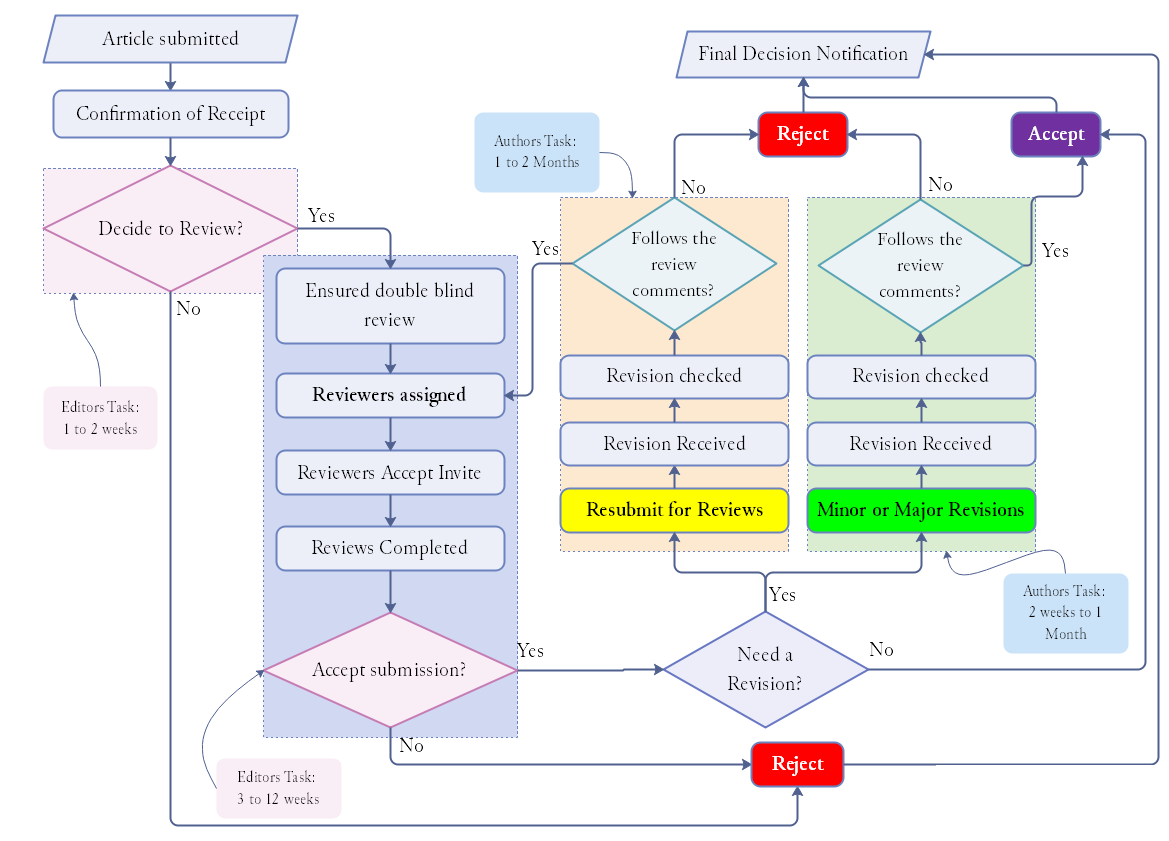 Article submitted
Final Decision Notification
Confirmation of Receipt
Reject
Accept
Authors Task:
1 to 2 Months
No
No
Decide to Review?
Yes
Yes
Follows the
review
comments?
Follows the
review
comments?
Yes
No
Ensured double blind
review
Reviewers assigned
Revision checked
Revision checked
Editors Task:
1 to 2 weeks
Revision Received
Revision Received
Reviewers Accept Invite
Resubmit for Reviews
Minor or Major Revisions
Reviews Completed
Yes
Authors Task:
2 weeks to 1
Month
Accept submission?
Yes
Need a
Revision?
No
No
Reject
Editors Task:
3 to 12 weeks